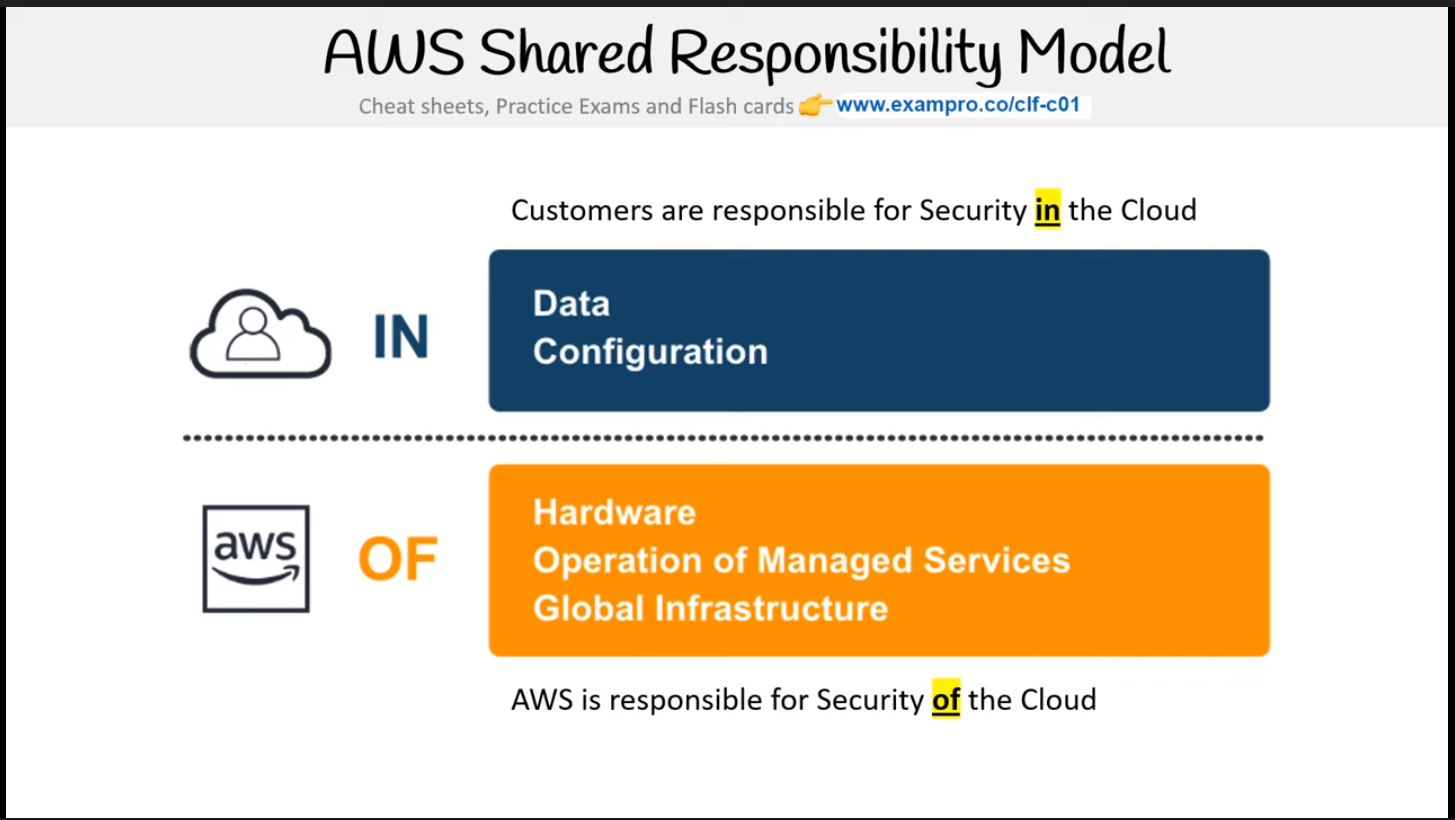 AWS Shared Responsibility Model
Cheat sheets, Practice Exams and Flash cards 👉 www.exampro.co/clf-c01
Customers are responsible for Security in the Cloud
IN
Data
Configuration
aws
OF
Hardware
Operation of Managed Services
Global Infrastructure
AWS is responsible for Security of the Cloud